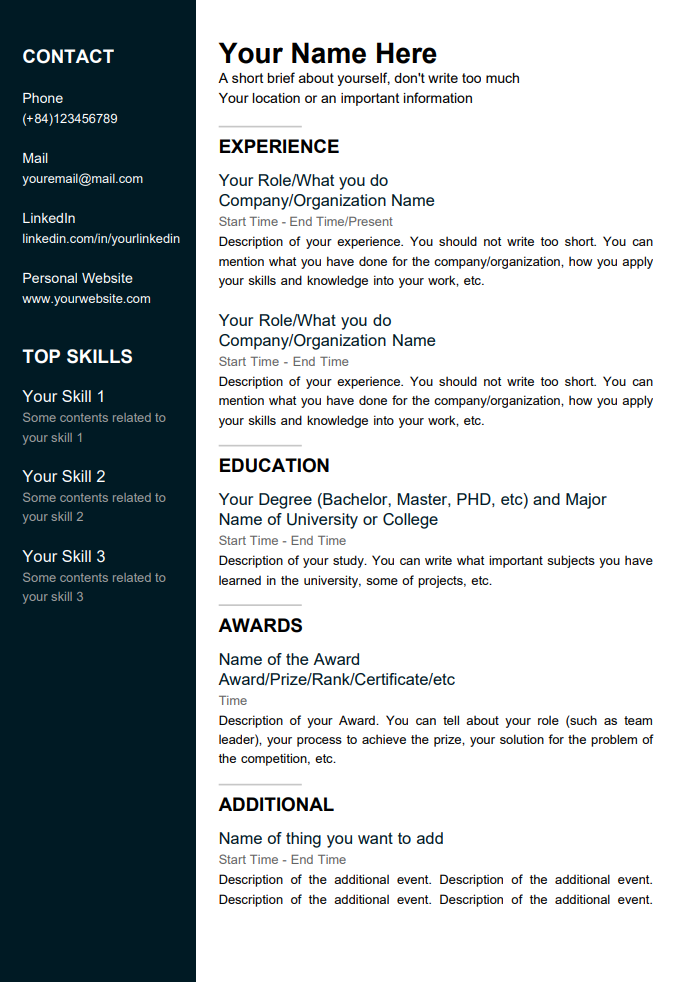 CONTACT
Phone
(+84)123456789
Mail
youremail@mail.com
LinkedIn
linkedin.com/in/yourlinkedin
Personal Website
www.yourwebsite.com
TOP SKILLS
Your Skill 1
Some contents related to
your skill 1
Your Skill 2
Some contents related to
your skill 2
Your Skill 3
Some contents related to
your skill 3
Your Name Here
A short brief about yourself, don't write too much
Your location or an important information
EXPERIENCE
Your Role/What you do
Company/Organization Name
Start Time - End Time/Present
Description of your experience. You should not write too short. You can
mention what you have done for the company/organization, how you apply
your skills and knowledge into your work, etc.
Your Role/What you do
Company/Organization Name
Start Time - End Time
Description of your experience. You should not write too short. You can
mention what you have done for the company/organization, how you apply
your skills and knowledge into your work, etc.
EDUCATION
Your Degree (Bachelor, Master, PHD, etc) and Major
Name of University or College
Start Time - End Time
Description of your study. You can write what important subjects you have
learned in the university, some of projects, etc.
AWARDS
Name of the Award
Award/Prize/Rank/Certificate/etc
Time
Description of your Award. You can tell about your role (such as team
leader), your process to achieve the prize, your solution for the problem of
the competition, etc.
ADDITIONAL
Name of thing you want to add
Start Time - End Time
Description of the additional event. Description of the additional event.
Description of the additional event. Description of the additional event.